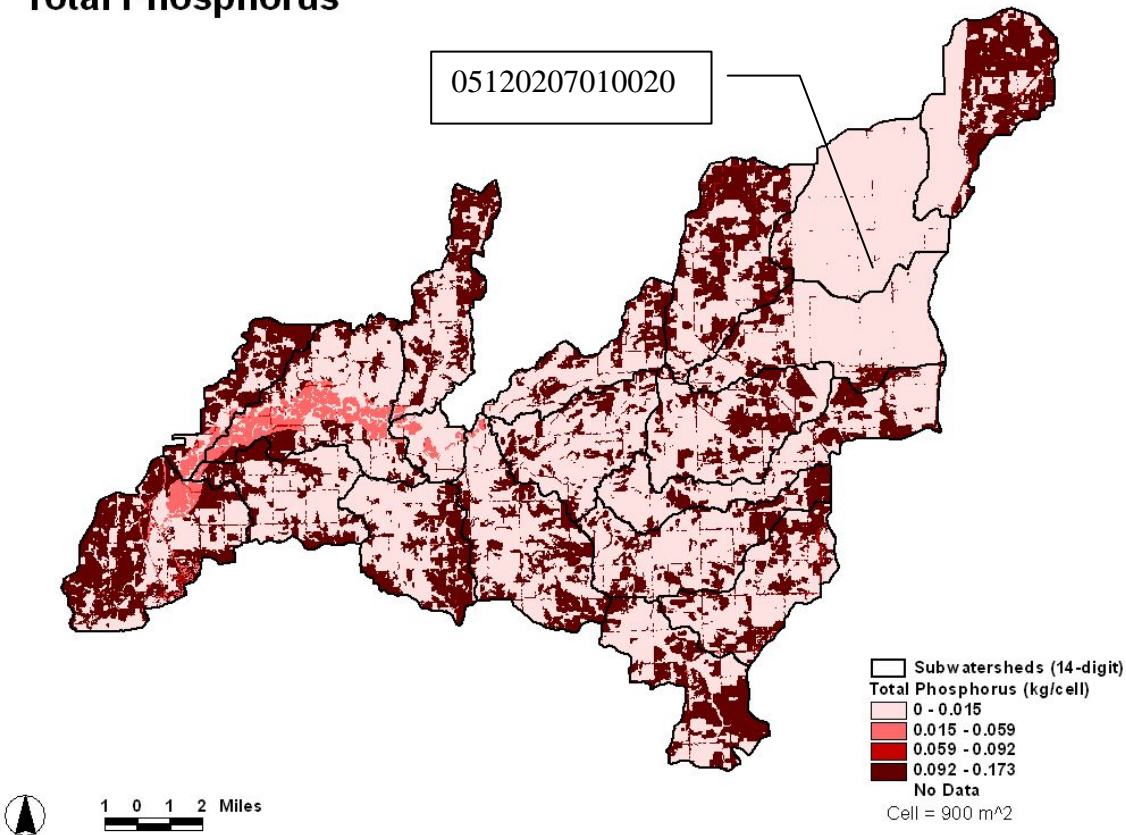 Total Phosphorus
05120207010020
Subwatersheds (14-digit)
Total Phosphorus (kg/cell)
0 - 0.015
0.015 - 0.059
0.059 - 0.092
0.092 - 0.173
No Data
Cell = 900 m^2
1 0 1 2 Miles